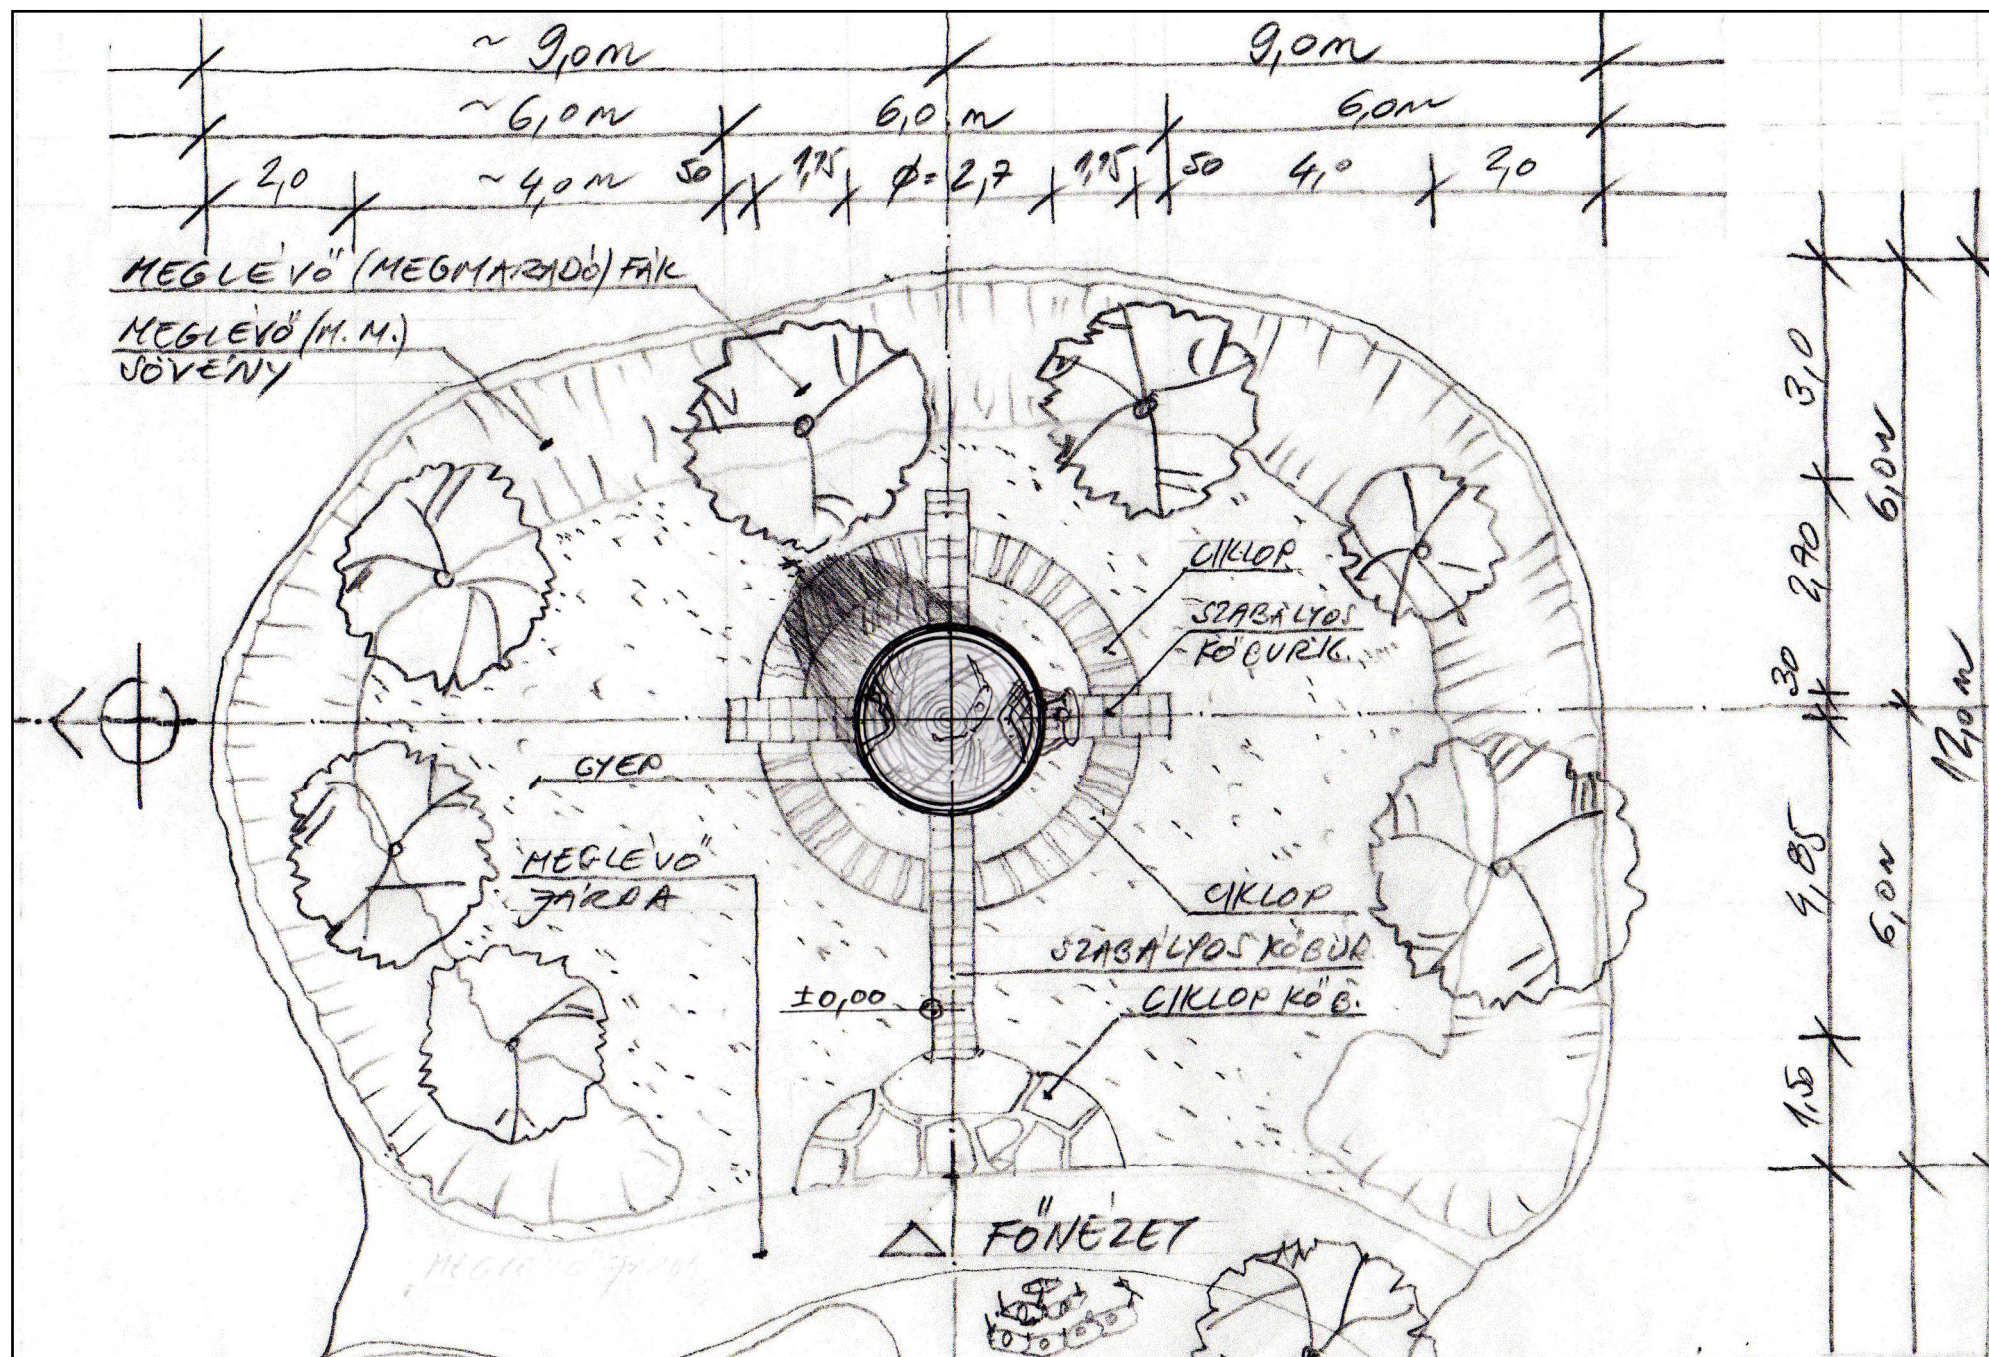 ~ 9,0m 9,0m
~ 6,0m 6,0 m 6,0m
2,0 ~ 4,0m 50 1,15 ϕ= 2,7 1,15 50 4,0 2,0
MEGLÉVŐ (MEGMARADÓ) FÁK
MEGLÉVŐ (M. M.)
SÖVÉNY
3,0
6,0m
CIKLOP
2,70
SZABÁLYOS
KŐBURK.
30
12,0m
GYEP
MEGLÉVŐ
JÁRDA
4,85
6,0m
CIKLOP
SZABÁLYOS KŐBUR.
±0,00
CIKLOP KŐ B.
1,50
FŐNÉZET